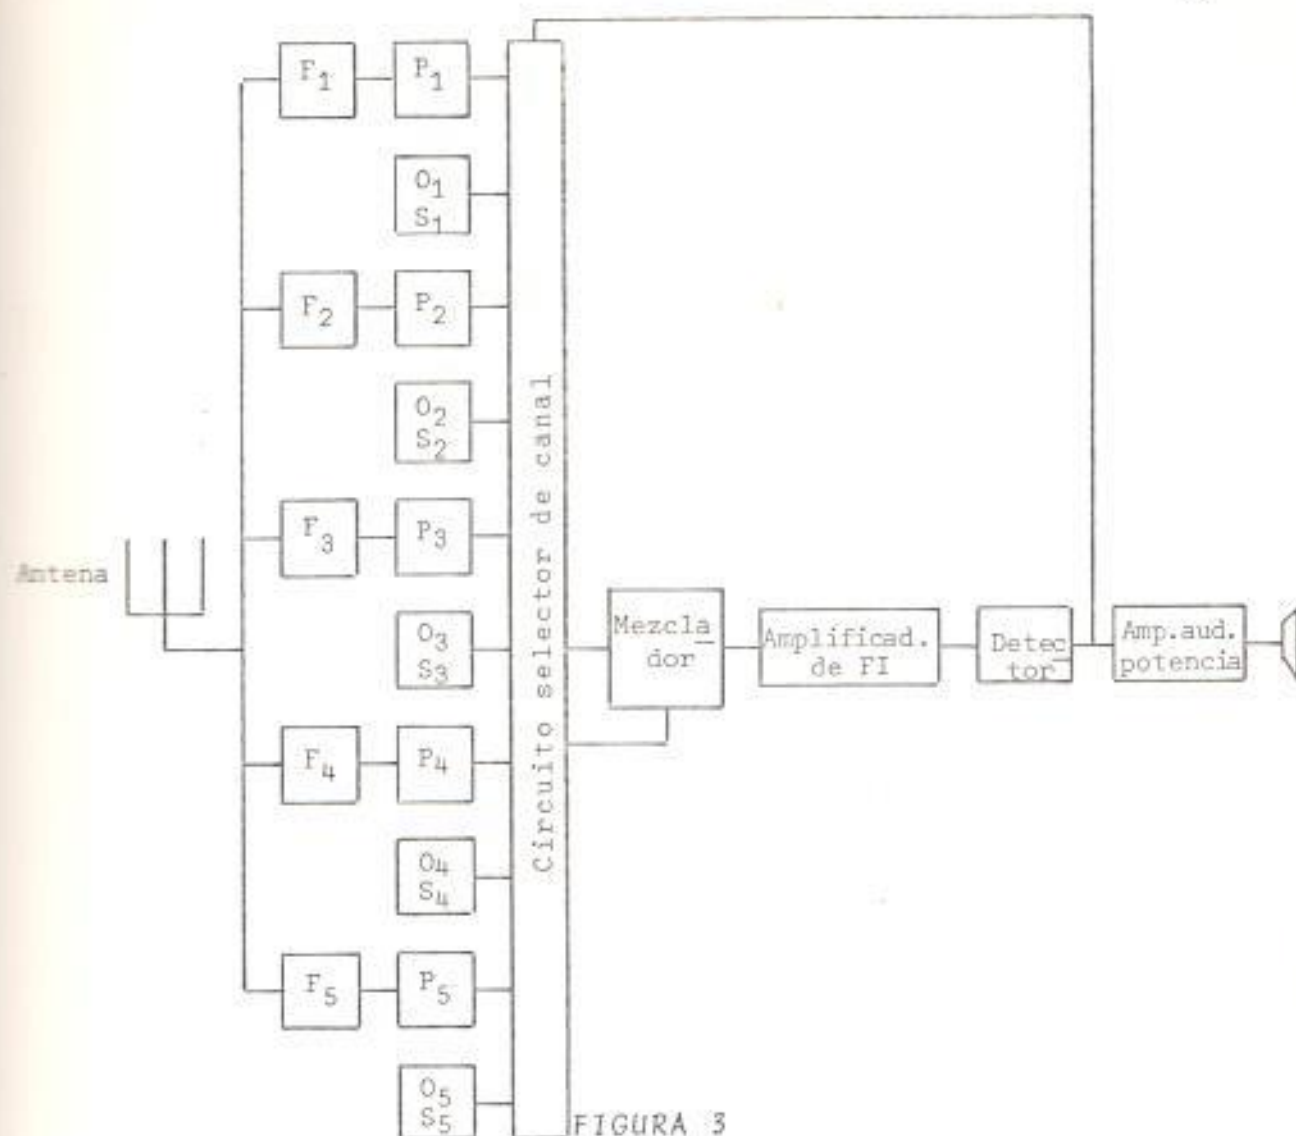 F1
P1
O1
S1
F2
P2
O2
S2
F3
P3
O3
S3
F4
P4
O4
S4
F5
P5
O5
S5
Antena
Circuito selector de canal
Mezcla
dor
Amplificad.
de FI
Detec
tor
Amp.aud.
potencia
FIGURA 3